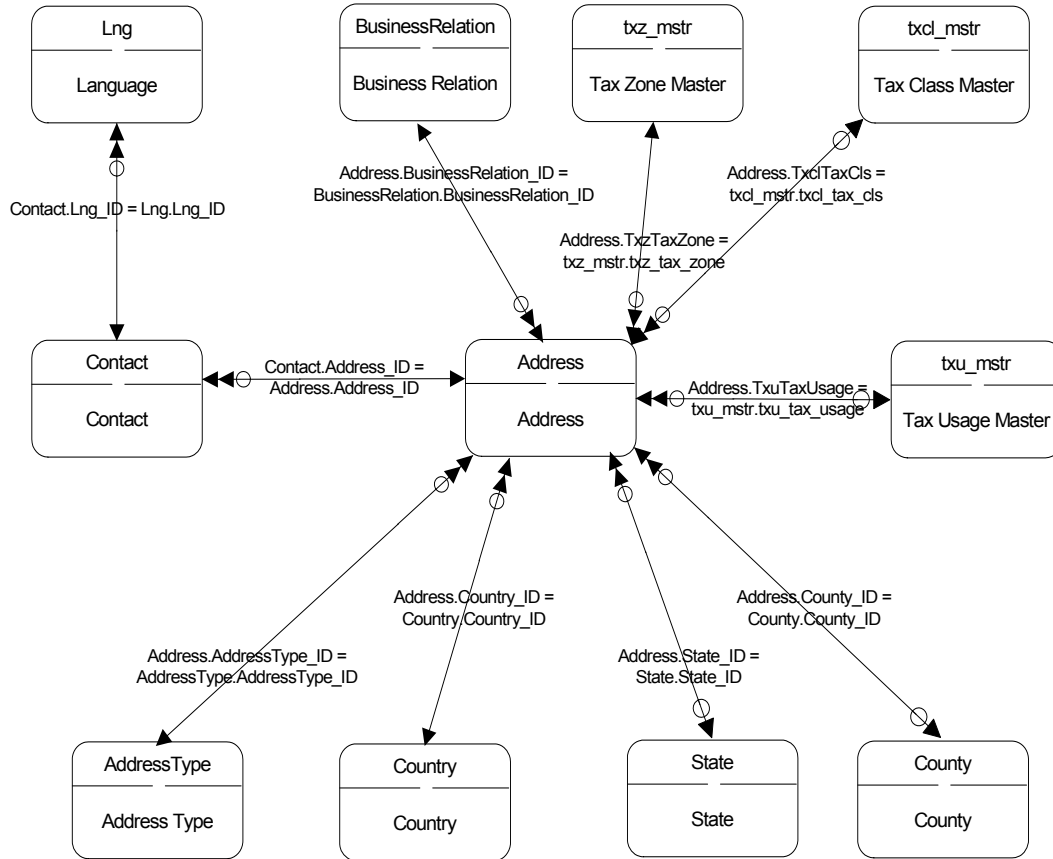 Lng
Language
BusinessRelation
Business Relation
txz_mstr
Tax Zone Master
txcl_mstr
Tax Class Master
Address.BusinessRelation_ID =
BusinessRelation.BusinessRelation_ID
Address.TxclTaxCls =
txcl_mstr.txcl_tax_cls
Contact.Lng_ID = Lng.Lng_ID
Address.TxzTaxZone =
txz_mstr.txz_tax_zone
Contact
Contact
Contact.Address_ID =
Address.Address_ID
Address
Address
Address.TxuTaxUsage =
txu_mstr.txu_tax_usage
txu_mstr
Tax Usage Master
Address.Country_ID =
Country.Country_ID
Address.County_ID =
County.County_ID
Address.AddressType_ID =
AddressType.AddressType_ID
Address.State_ID =
State.State_ID
AddressType
Address Type
Country
Country
State
State
County
County